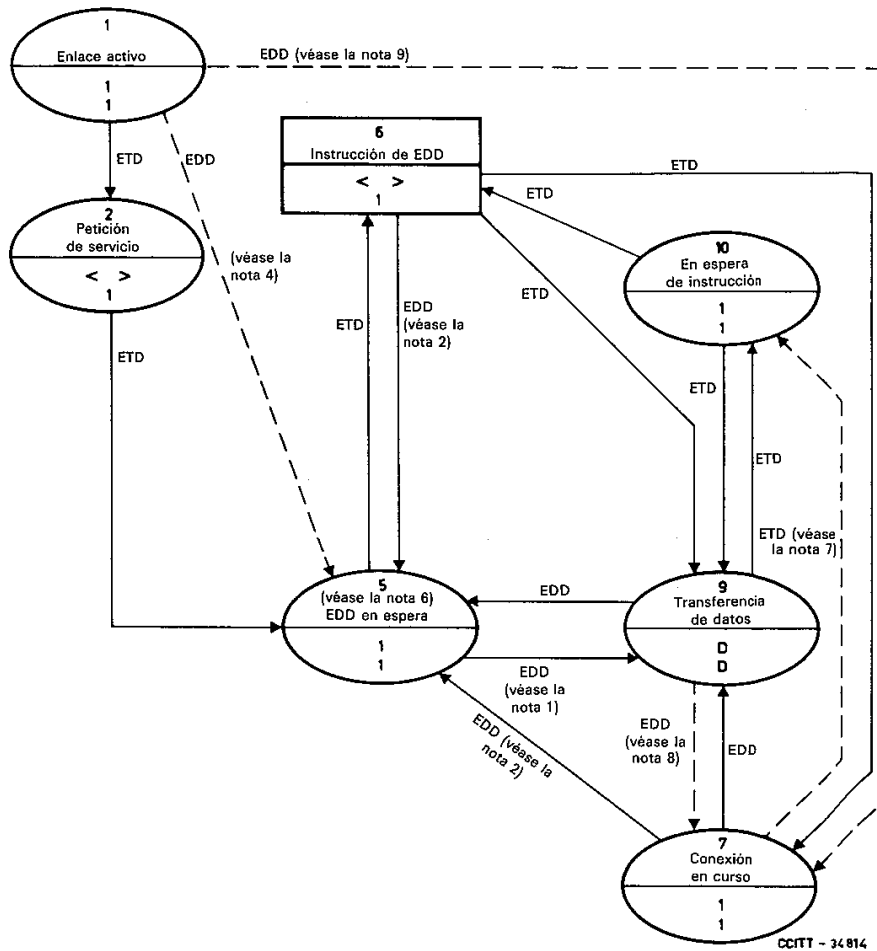 1
Enlace activo
1
1
EDD (véase la nota 9)
ETD
EDD
6
Instrucción de EDD
< >
1
ETD
ETD
2
Petición
de servicio
< >
1
(véase la
nota 4)
10
En espera
de instrucción
1
1
ETD
ETD
EDD
(véase la
nota 2)
ETD
ETD
ETD
ETD
ETD (véase
la nota 7)
5
(véase la nota 6)
EDD en espera
1
1
EDD
9
Transferencia
de datos
D
D
EDD
(véase la
nota 1)
EDD (véase la
nota 2)
EDD
(véase la
nota 8)
EDD
7
Conexión
en curso
1
1
CCITT - 34814